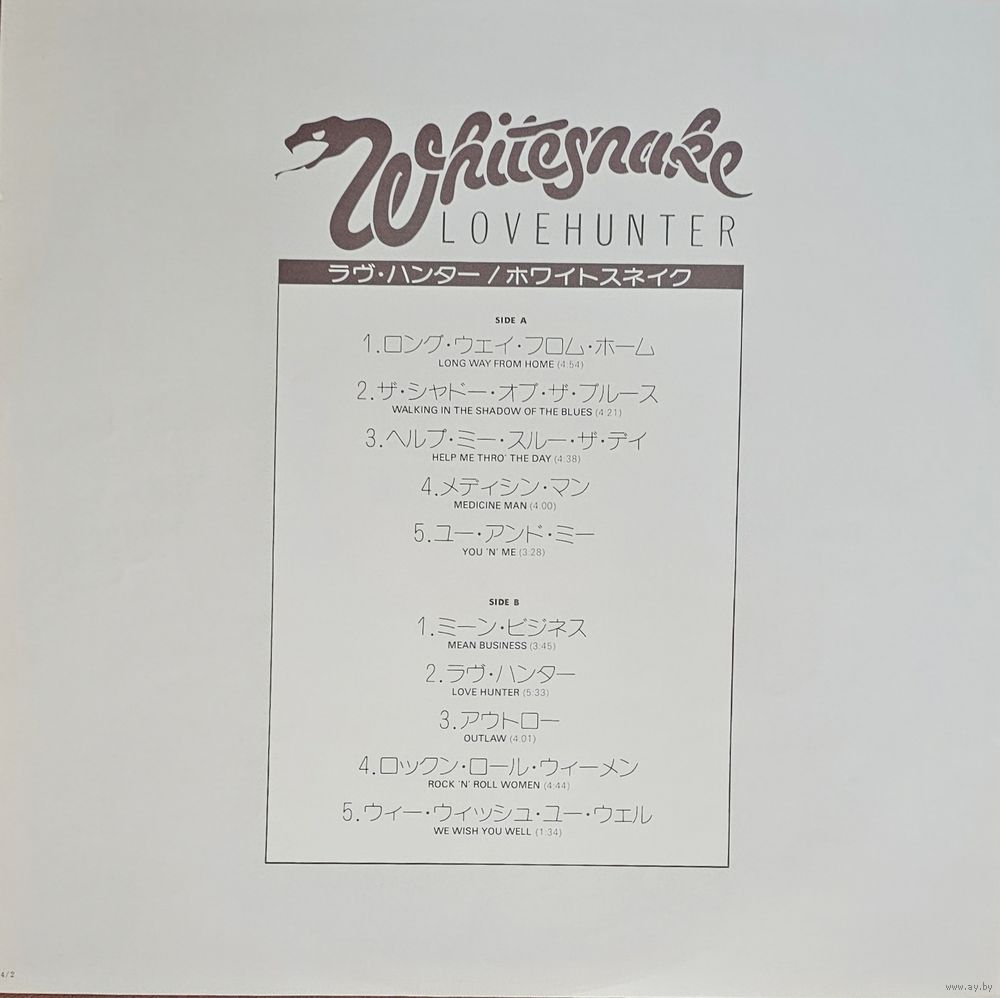 Whitesnake
LOVEHUNTER
ラヴ・ハンター/ホワイトスネイク
SIDE A
1.ロング・ウェイ・フロム・ホーム
LONG WAY FROM HOME (4:54)
2.ザ・シャドー・オブ・ザ・ブルース
WALKING IN THE SHADOW OF THE BLUES (4:21)
3.ヘルプ・ミー・スルー・ザ・デイ
HELP ME THRO' THE DAY (4:38)
4.メディシン・マン
MEDICINE MAN (4:00)
5.ユー・アンド・ミー
YOU 'N' ME (3:28)
SIDE B
1.ミーン・ビジネス
MEAN BUSINESS (3:45)
2.ラヴ・ハンター
LOVE HUNTER (5:33)
3.アウトロー
OUTLAW (4:01)
4.ロックン・ロール・ウィーメン
ROCK 'N' ROLL WOMEN (4:44)
5.ウィー・ウィッシュ・ユー・ウェル
WE WISH YOU WELL (1:34)
4/2
www.ay.by